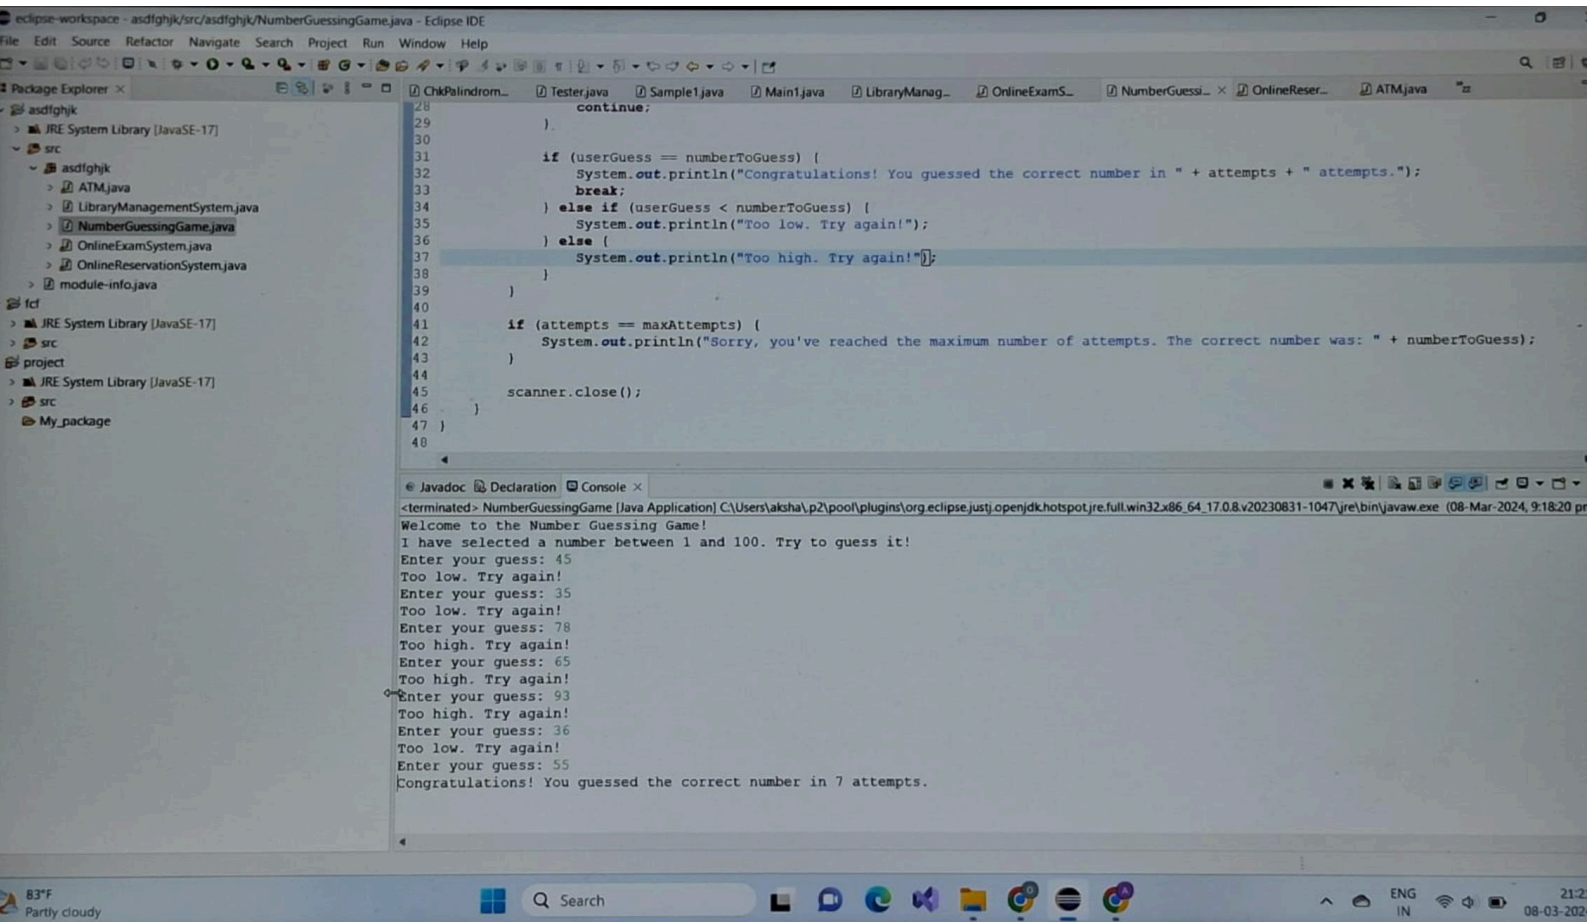 eclipse-workspace - asdfghjk/src/asdfghjk/NumberGuessingGame.java - Eclipse IDE
File Edit Source Refactor Navigate Search Project Run Window Help
Package Explorer
ChkPalindrom... Tester.java Sample1.java Main1.java LibraryManag... OnlineExamS... NumberGuessi... OnlineReser... ATM.java
asdfghjk
JRE System Library [JavaSE-17]
src
asdfghjk
ATM.java
LibraryManagementSystem.java
NumberGuessingGame.java
OnlineExamSystem.java
OnlineReservationSystem.java
module-info.java
fcf
JRE System Library [JavaSE-17]
src
project
JRE System Library [JavaSE-17]
src
My_package
28 continue;
29 }
30
31 if (userGuess == numberToGuess) {
32 System.out.println("Congratulations! You guessed the correct number in " + attempts + " attempts.");
33 break;
34 } else if (userGuess < numberToGuess) {
35 System.out.println("Too low. Try again!");
36 } else {
37 System.out.println("Too high. Try again!");
38 }
39 }
40
41 if (attempts == maxAttempts) {
42 System.out.println("Sorry, you've reached the maximum number of attempts. The correct number was: " + numberToGuess);
43 }
44
45 scanner.close();
46 }
47 }
48
Javadoc Declaration Console
<terminated> NumberGuessingGame [Java Application] C:\Users\aksha\.p2\pool\plugins\org.eclipse.justj.openjdk.hotspot.jre.full.win32.x86_64_17.0.8.v20230831-1047\jre\bin\javaw.exe (08-Mar-2024, 9:18:20 pm
Welcome to the Number Guessing Game!
I have selected a number between 1 and 100. Try to guess it!
Enter your guess: 45
Too low. Try again!
Enter your guess: 35
Too low. Try again!
Enter your guess: 78
Too high. Try again!
Enter your guess: 65
Too high. Try again!
Enter your guess: 93
Too high. Try again!
Enter your guess: 36
Too low. Try again!
Enter your guess: 55
Congratulations! You guessed the correct number in 7 attempts.
83°F
Partly cloudy
Search
ENG
IN
21:2
08-03-202